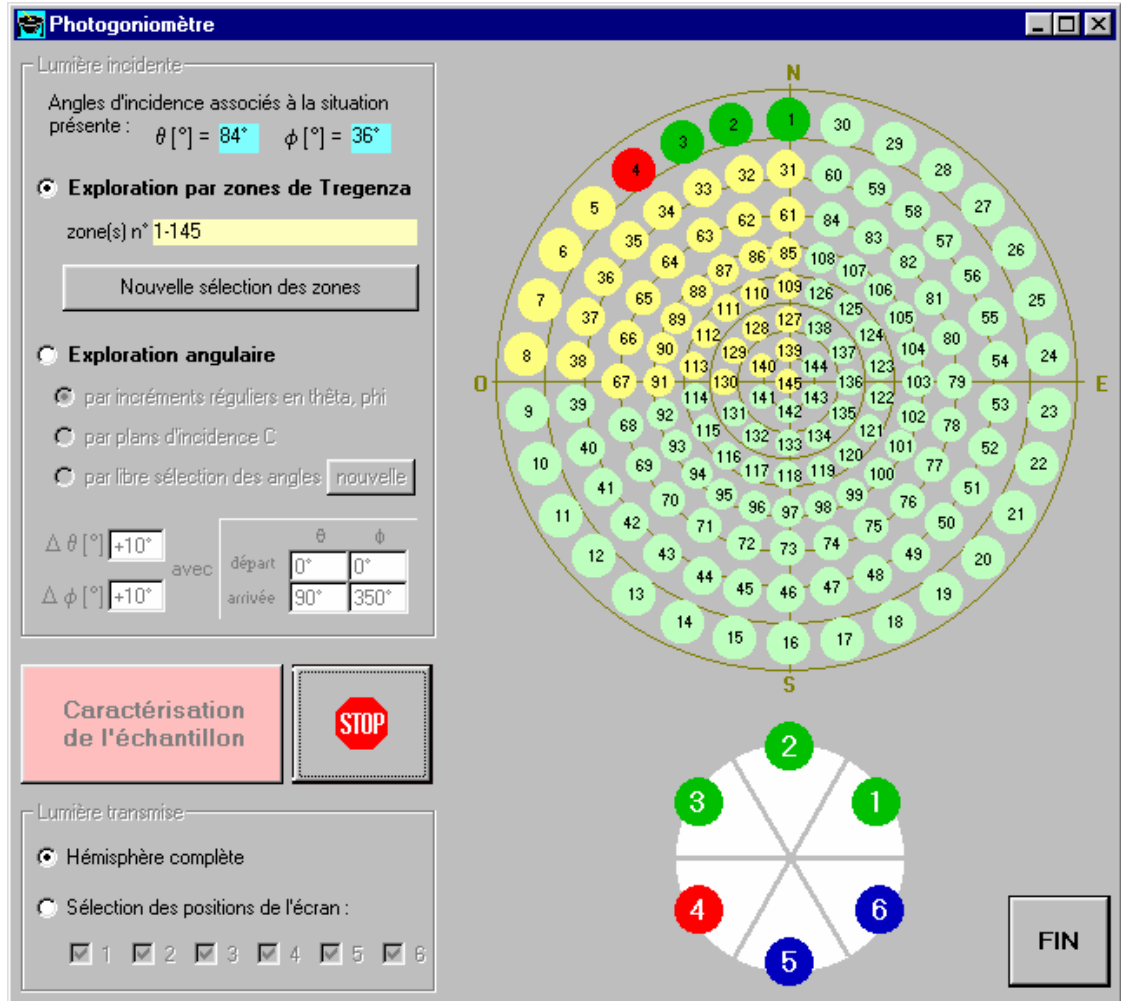 Photogoniomètre
Lumière incidente
Angles d'incidence associés à la situation
présente : θ [°] = 84° ϕ [°] = 36°
Exploration par zones de Tregenza
zone(s) n° 1-145
Nouvelle sélection des zones
Exploration angulaire
par incréments réguliers en thêta, phi
par plans d'incidence C
par libre sélection des angles nouvelle
θ ϕ
Δ θ [°] +10° avec départ 0° 0°
Δ ϕ [°] +10° arrivée 90° 350°
Caractérisation
de l'échantillon
STOP
Lumière transmise
Hémisphère complète
Sélection des positions de l'écran :
1 2 3 4 5 6
N
1 30
2 3 29
4 32 31 60 28
5 33 59 27
34 62 61 84 58
6 35 63 83 57 26
36 64 87 86 85 108 107 82 56
7 65 88 110 109 126 106 81 25
37 89 111 128 127 125 105 55
8 66 112 138 124 80
38 90 129 139 137 104 54 24
113 140 144 123
O 67 91 130 145 136 103 79 E
9 39 114 141 142 143 122 53 23
68 92 131 135 102
40 115 132 133 134 121 78 52
10 69 93 116 120 101 77 22
41 94 117 118 119 100 51
11 70 95 96 97 98 99 76 21
42 71 75 50
12 43 72 73 74 49 20
44 45 46 47 48
13 19
14 15 16 17 18
S
2
3 1
4 6
5
FIN